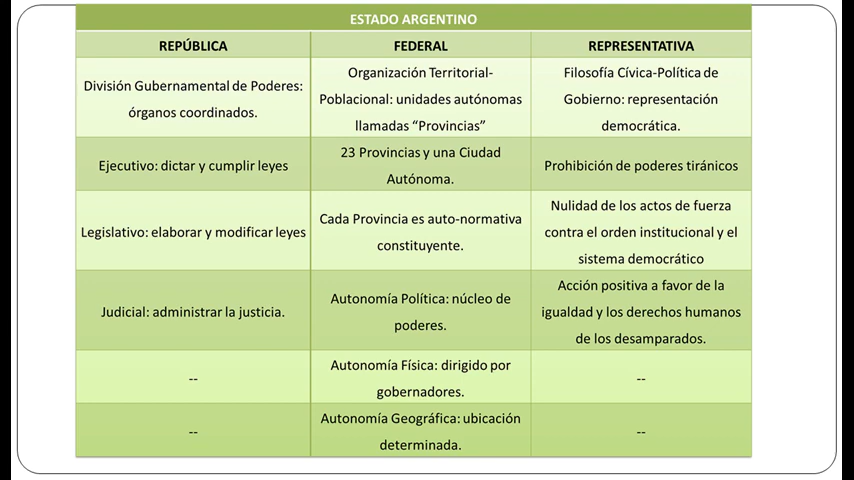 ESTADO ARGENTINO
REPÚBLICA
FEDERAL
REPRESENTATIVA
División Gubernamental de Poderes:
órganos coordinados.
Organización Territorial-
Poblacional: unidades autónomas
llamadas “Provincias”
Filosofía Cívica-Política de
Gobierno: representación
democrática.
Ejecutivo: dictar y cumplir leyes
23 Provincias y una Ciudad
Autónoma.
Prohibición de poderes tiránicos
Legislativo: elaborar y modificar leyes
Cada Provincia es auto-normativa
constituyente.
Nulidad de los actos de fuerza
contra el orden institucional y el
sistema democrático
Judicial: administrar la justicia.
Autonomía Política: núcleo de
poderes.
Acción positiva a favor de la
igualdad y los derechos humanos
de los desamparados.
--
Autonomía Física: dirigido por
gobernadores.
--
--
Autonomía Geográfica: ubicación
determinada.
--